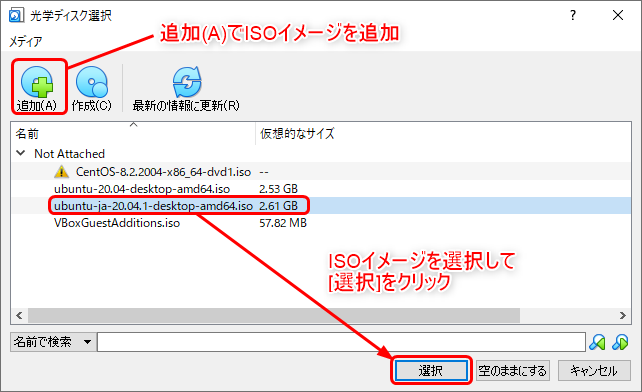 光学ディスク選択
メディア
追加(A)でISOイメージを追加
追加(A) 作成(C) 最新の情報に更新(R)
名前 仮想的なサイズ
Not Attached
CentOS-8.2.2004-x86_64-dvd1.iso --
ubuntu-20.04-desktop-amd64.iso 2.53 GB
ubuntu-ja-20.04.1-desktop-amd64.iso 2.61 GB
VBoxGuestAdditions.iso 57.82 MB
ISOイメージを選択して
[選択]をクリック
名前で検索
選択 空のままにする キャンセル